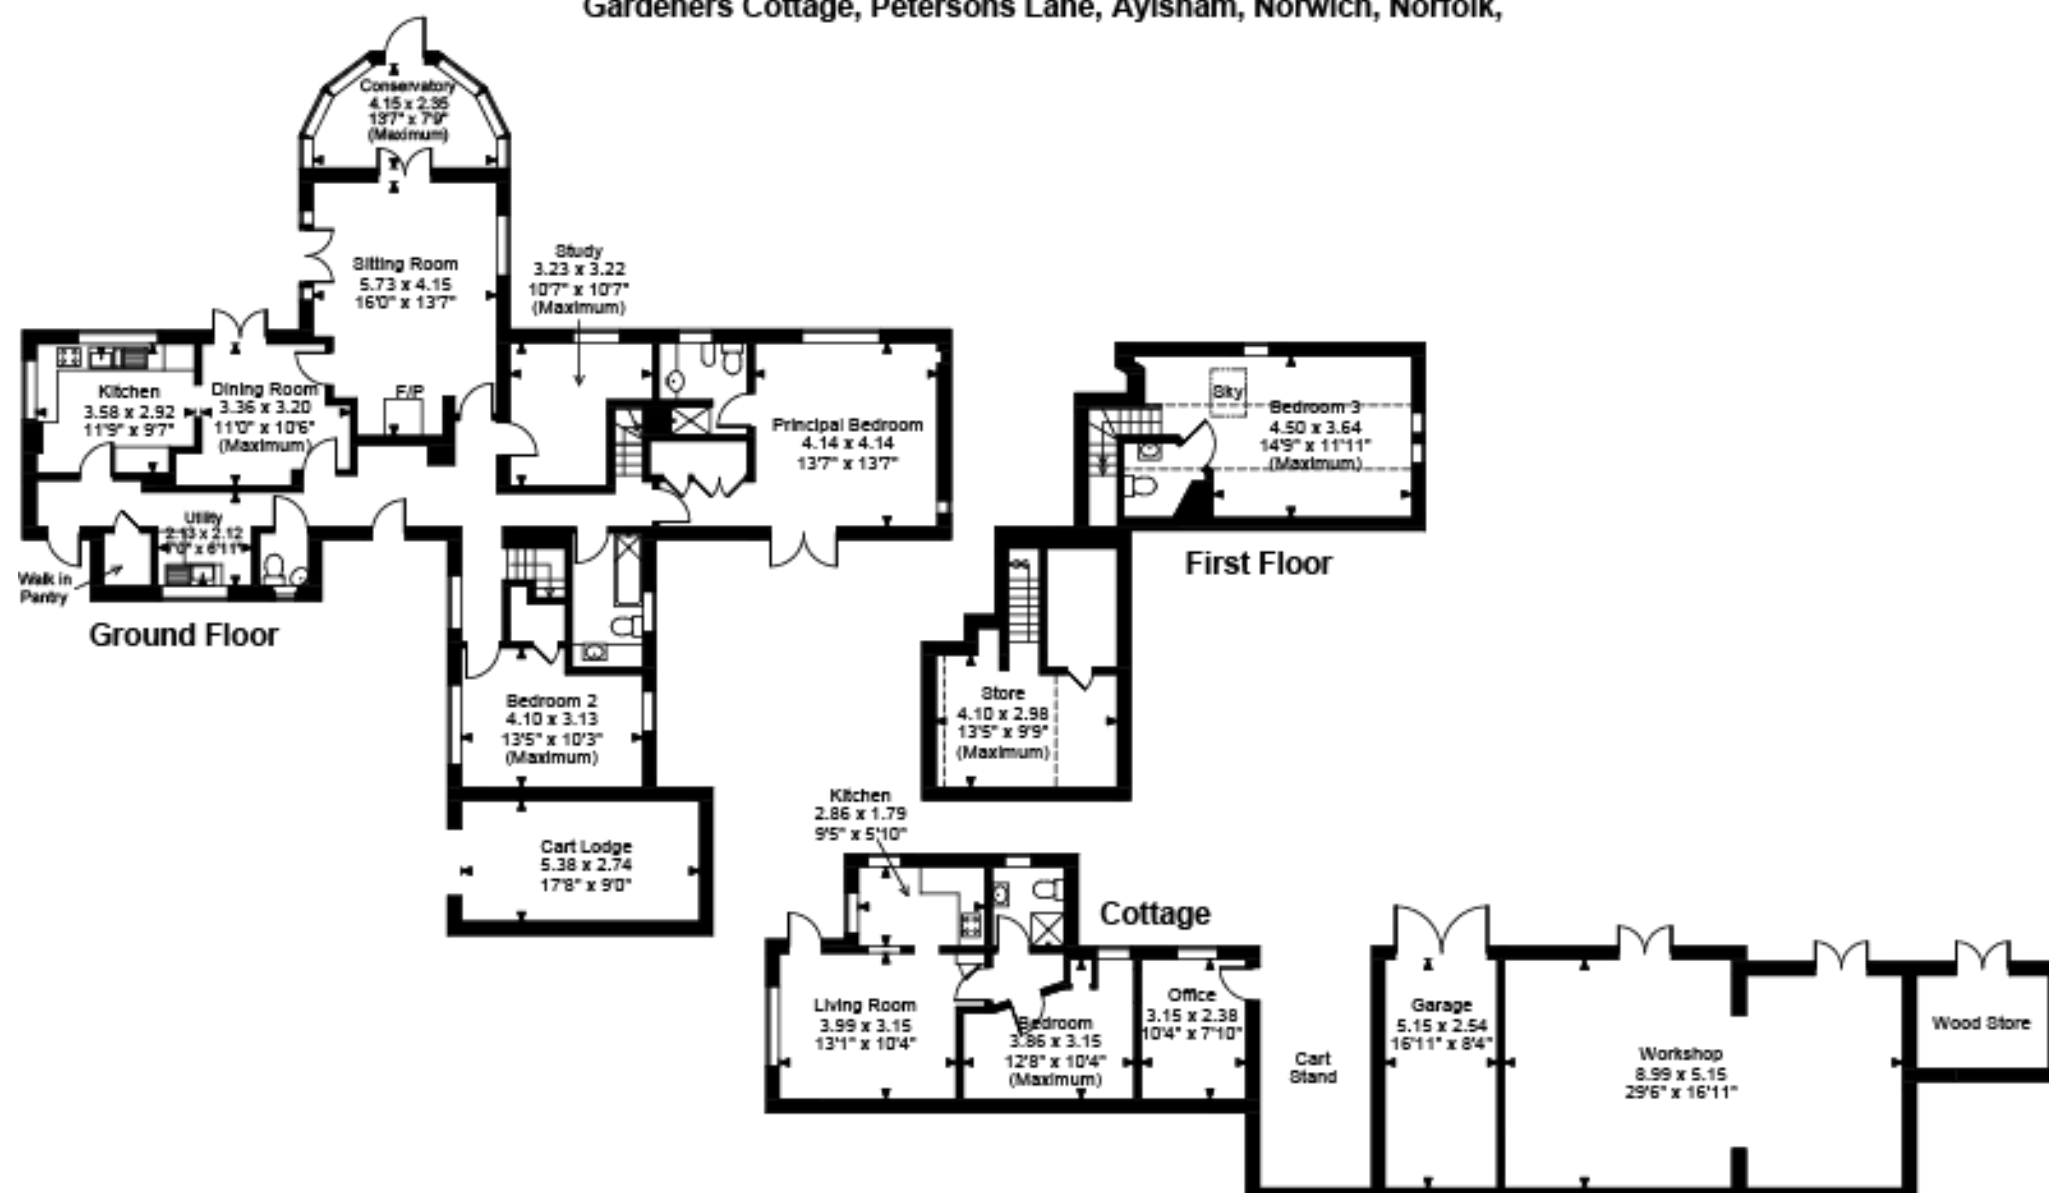 Gardeners Cottage, Petersons Lane, Aylsham, Norwich, Norfolk,
Conservatory
4.15 x 2.35
13'7" x 7'9"
(Maximum)
Sitting Room
5.73 x 4.15
16'0" x 13'7"
Study
3.23 x 3.22
10'7" x 10'7"
(Maximum)
Kitchen
3.58 x 2.92
11'9" x 9'7"
Dining Room
3.36 x 3.20
11'0" x 10'6"
(Maximum)
F/P
Principal Bedroom
4.14 x 4.14
13'7" x 13'7"
Utility
2.13 x 2.12
7'0" x 6'11"
Walk in
Pantry
Ground Floor
Sky
Bedroom 3
4.50 x 3.64
14'9" x 11'11"
(Maximum)
First Floor
Bedroom 2
4.10 x 3.13
13'5" x 10'3"
(Maximum)
Store
4.10 x 2.98
13'5" x 9'9"
(Maximum)
Cart Lodge
5.38 x 2.74
17'8" x 9'0"
Kitchen
2.86 x 1.79
9'5" x 5'10"
Cottage
Living Room
3.99 x 3.15
13'1" x 10'4"
Bedroom
3.86 x 3.15
12'8" x 10'4"
(Maximum)
Office
3.15 x 2.38
10'4" x 7'10"
Cart
Stand
Garage
5.15 x 2.54
16'11" x 8'4"
Workshop
8.99 x 5.15
29'6" x 16'11"
Wood Store